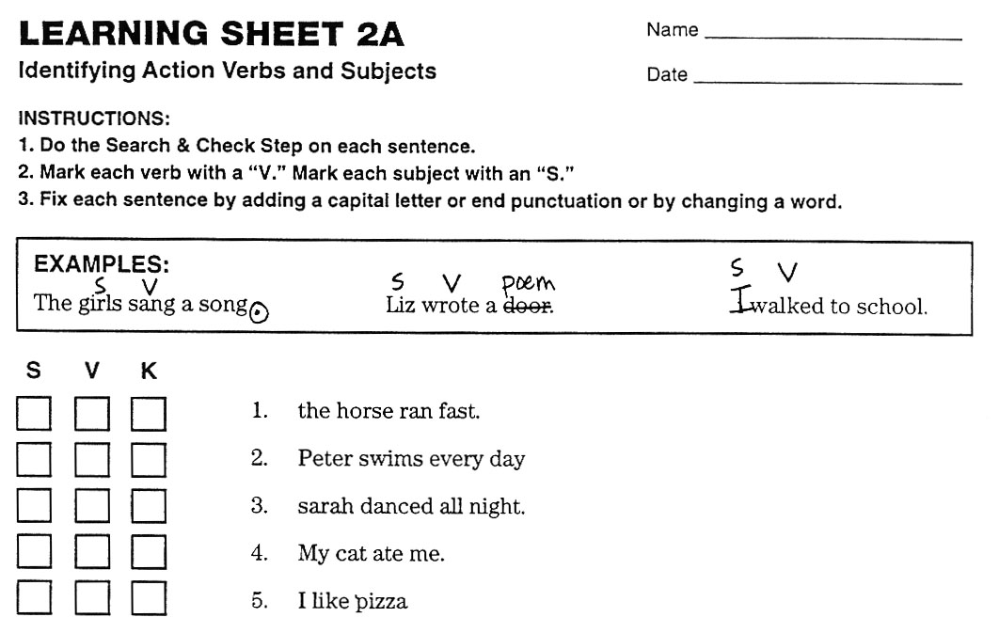 LEARNING SHEET 2A
Name
Identifying Action Verbs and Subjects
Date
INSTRUCTIONS:
1. Do the Search & Check Step on each sentence.
2. Mark each verb with a “V.” Mark each subject with an “S.”
3. Fix each sentence by adding a capital letter or end punctuation or by changing a word.
EXAMPLES:
S V
The girls sang a song.
S V poem
Liz wrote a door.
S V
I walked to school.
S V K
1. the horse ran fast.
2. Peter swims every day
3. sarah danced all night.
4. My cat ate me.
5. I like pizza